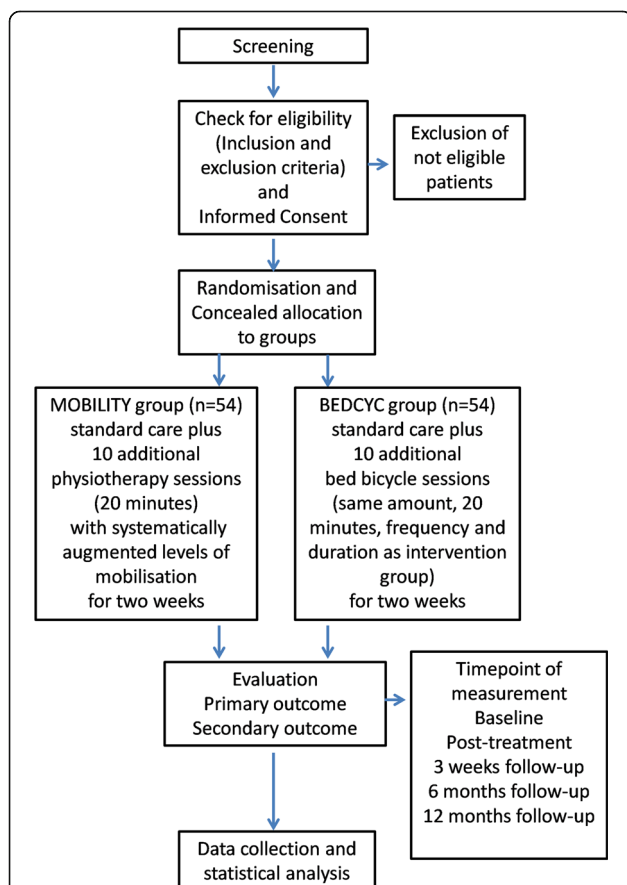 Screening
Check for eligibility
(Inclusion and
exclusion criteria)
and
Informed Consent
Exclusion of
not eligible
patients
Randomisation and
Concealed allocation
to groups
MOBILITY group (n=54)
standard care plus
10 additional
physiotherapy sessions
(20 minutes)
with systematically
augmented levels of
mobilisation
for two weeks
BEDCYC group (n=54)
standard care plus
10 additional
bed bicycle sessions
(same amount, 20
minutes, frequency and
duration as intervention
group)
for two weeks
Evaluation
Primary outcome
Secondary outcome
Timepoint of
measurement
Baseline
Post-treatment
3 weeks follow-up
6 months follow-up
12 months follow-up
Data collection and
statistical analysis